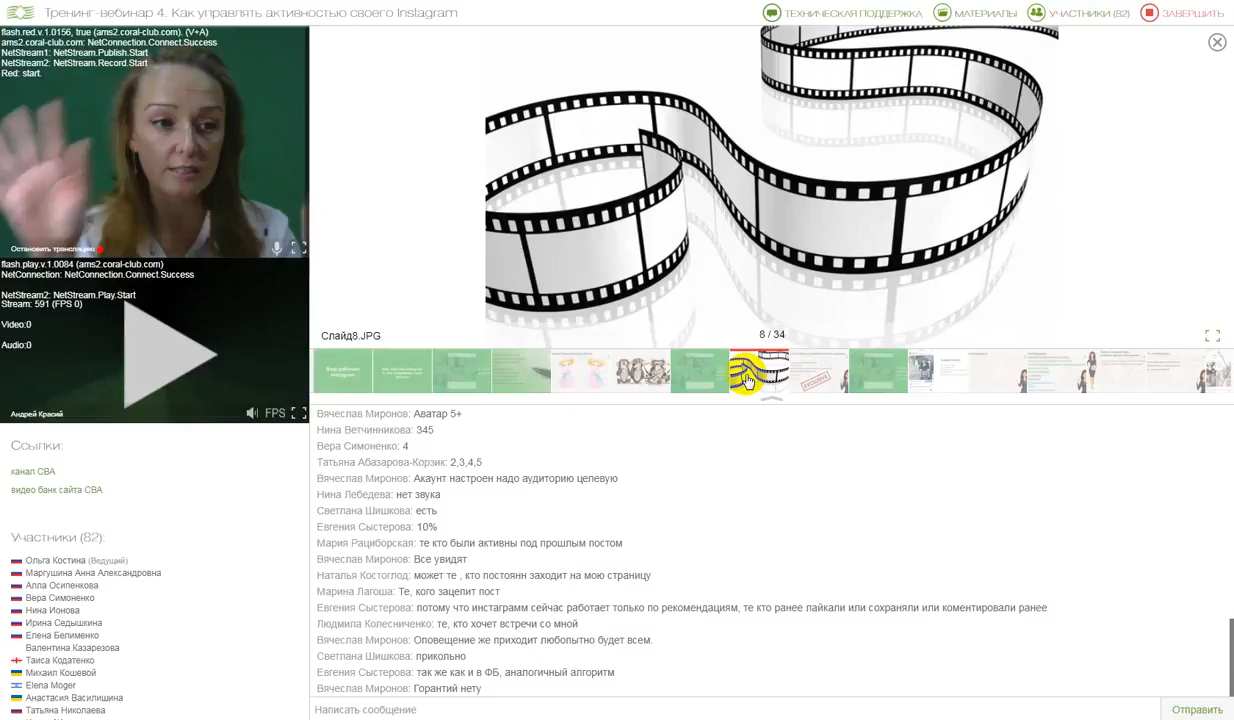 Тренинг-вебинар 4. Как управлять активностью своего Instagram
ТЕХНИЧЕСКАЯ ПОДДЕРЖКА
МАТЕРИАЛЫ
УЧАСТНИКИ (82)
ЗАВЕРШИТЬ
flash.red.v.1.0156, true (ams2.coral-club.com). (V+A)
ams2.coral-club.com: NetConnection.Connect.Success
NetStream1: NetStream.Publish.Start
NetStream2: NetStream.Record.Start
Red: start.
Остановить трансляцию
flash.play.v.1.0084 (ams2.coral-club.com)
NetConnection: NetConnection.Connect.Success
NetStream2: NetStream.Play.Start
Stream: 591 (FPS 0)
Video:0
Audio:0
Андрей Красий
FPS
Слайд8.JPG
8 / 34
EXCLUSIVE
Ссылки:
канал СВА
видео банк сайта СВА
Участники (82):
Ольга Костина (Ведущий)
Маргушина Анна Александровна
Алла Осипенкова
Вера Симоненко
Нина Ионова
Ирина Седышкина
Елена Белименко
Валентина Казарезова
Таиса Кодатенко
Михаил Кошевой
Elena Moger
Анастасия Василишина
Татьяна Николаева
Вячеслав Миронов: Аватар 5+
Нина Ветчинникова: 345
Вера Симоненко: 4
Татьяна Абазарова-Корзик: 2,3,4,5
Вячеслав Миронов: Акаунт настроен надо аудиторию целевую
Нина Лебедева: нет звука
Светлана Шишкова: есть
Евгения Сыстерова: 10%
Мария Рациборская: те кто были активны под прошлым постом
Вячеслав Миронов: Все увидят
Наталья Костоглод: может те , кто постоянн заходит на мою страницу
Марина Лагоша: Те, кого зацепит пост
Евгения Сыстерова: потому что инстаграмм сейчас работает только по рекомендациям, те кто ранее лайкали или сохраняли или коментировали ранее
Людмила Колесниченко: те, кто хочет встречи со мной
Вячеслав Миронов: Оповещение же приходит любопытно будет всем.
Светлана Шишкова: прикольно
Евгения Сыстерова: так же как и в ФБ, аналогичный алгоритм
Вячеслав Миронов: Горантий нету
Написать сообщение
Отправить